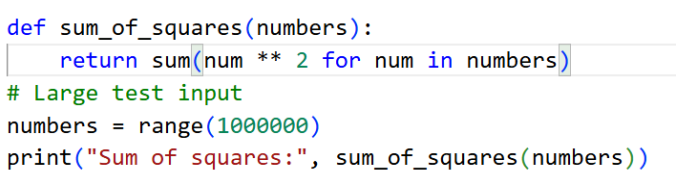 def sum_of_squares(numbers):
    return sum(num ** 2 for num in numbers)
# Large test input
numbers = range(1000000)
print("Sum of squares:", sum_of_squares(numbers))